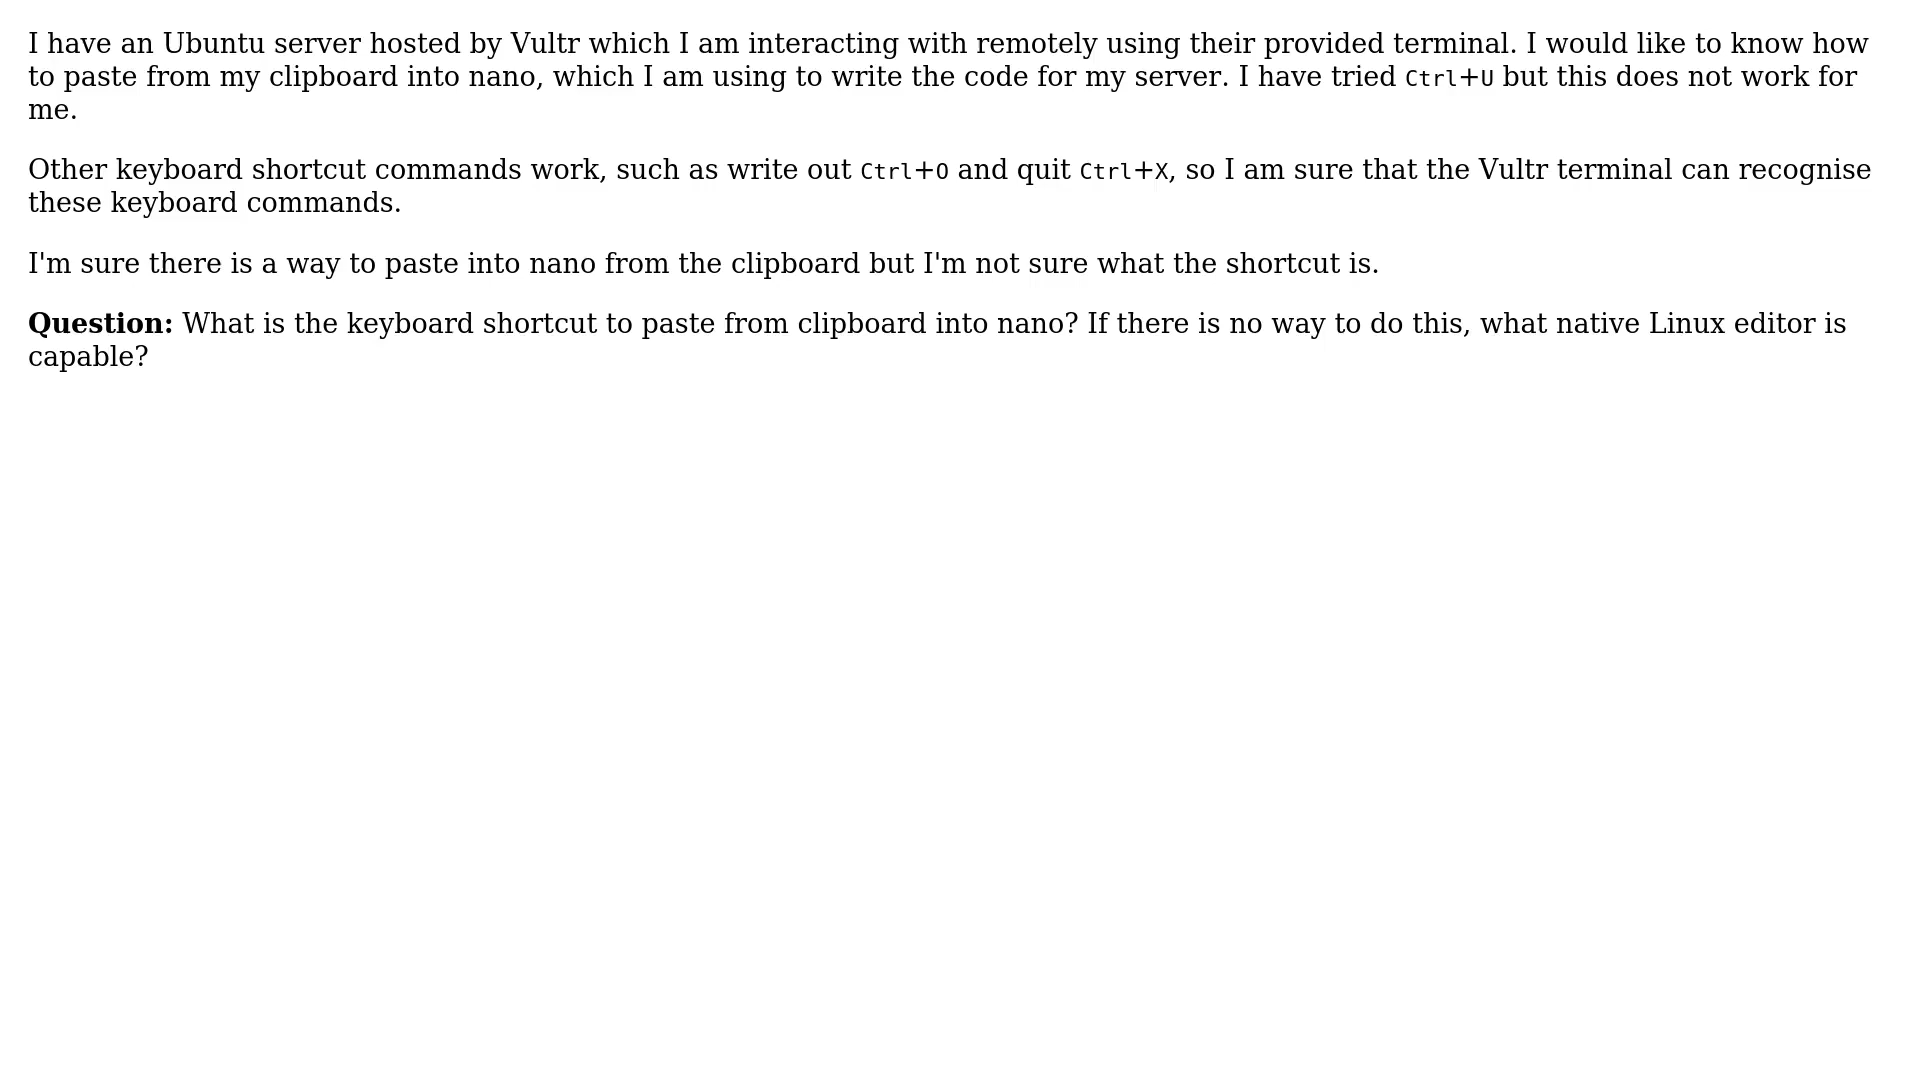 I have an Ubuntu server hosted by Vultr which I am interacting with remotely using their provided terminal. I would like to know how
to paste from my clipboard into nano, which I am using to write the code for my server. I have tried Ctrl+U but this does not work for
me.
Other keyboard shortcut commands work, such as write out Ctrl+O and quit Ctrl+X, so I am sure that the Vultr terminal can recognise
these keyboard commands.
I'm sure there is a way to paste into nano from the clipboard but I'm not sure what the shortcut is.
Question: What is the keyboard shortcut to paste from clipboard into nano? If there is no way to do this, what native Linux editor is
capable?